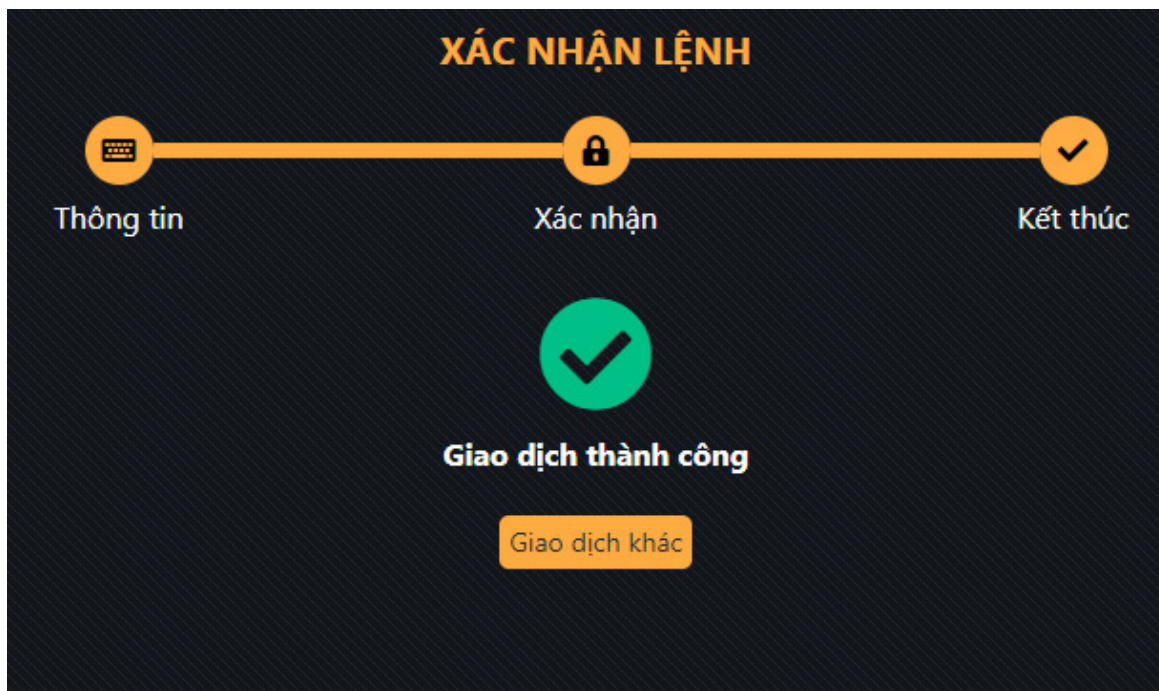 XÁC NHẬN LỆNH
Thông tin
Xác nhận
Kết thúc
Giao dịch thành công
Giao dịch khác